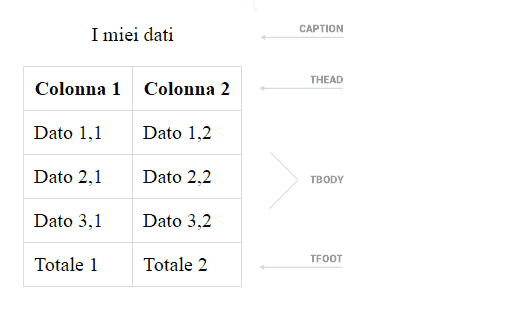 I miei dati
CAPTION
Colonna 1 Colonna 2
THEAD
Dato 1,1 Dato 1,2
Dato 2,1 Dato 2,2
TBODY
Dato 3,1 Dato 3,2
Totale 1 Totale 2
TFOOT